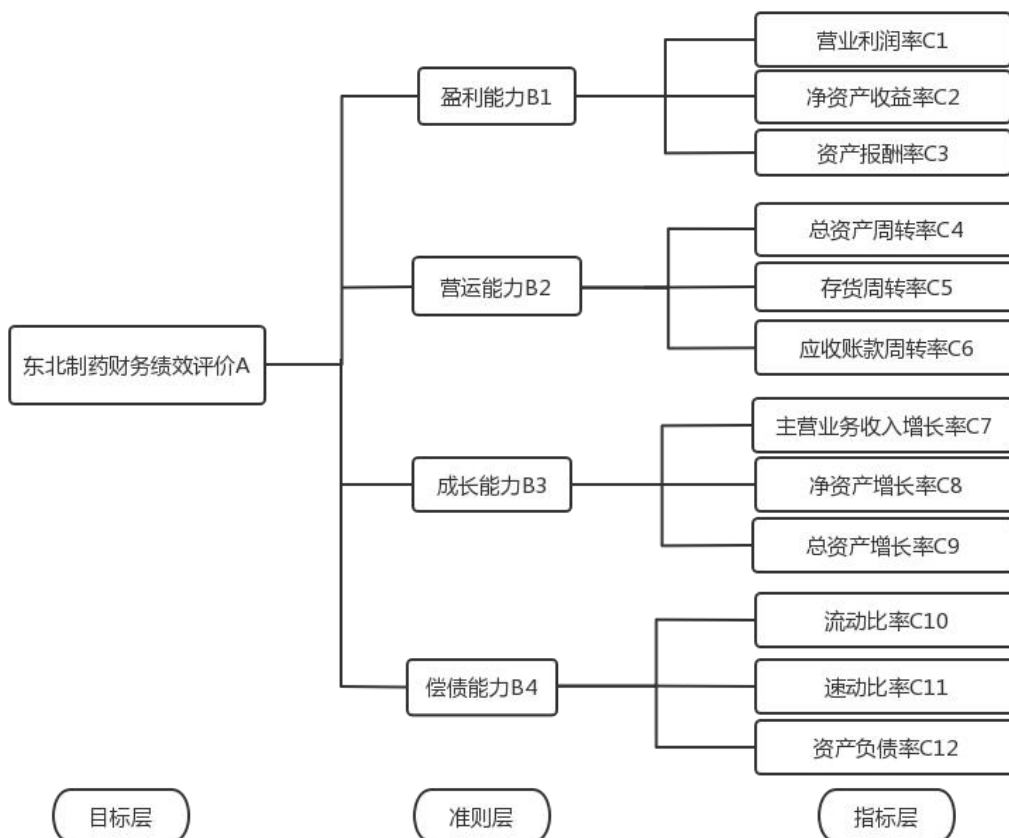 营业利润率C1
盈利能力B1
净资产收益率C2
资产报酬率C3
总资产周转率C4
营运能力B2
存货周转率C5
应收账款周转率C6
东北制药财务绩效评价A
主营业务收入增长率C7
成长能力B3
净资产增长率C8
总资产增长率C9
流动比率C10
偿债能力B4
速动比率C11
资产负债率C12
目标层
准则层
指标层